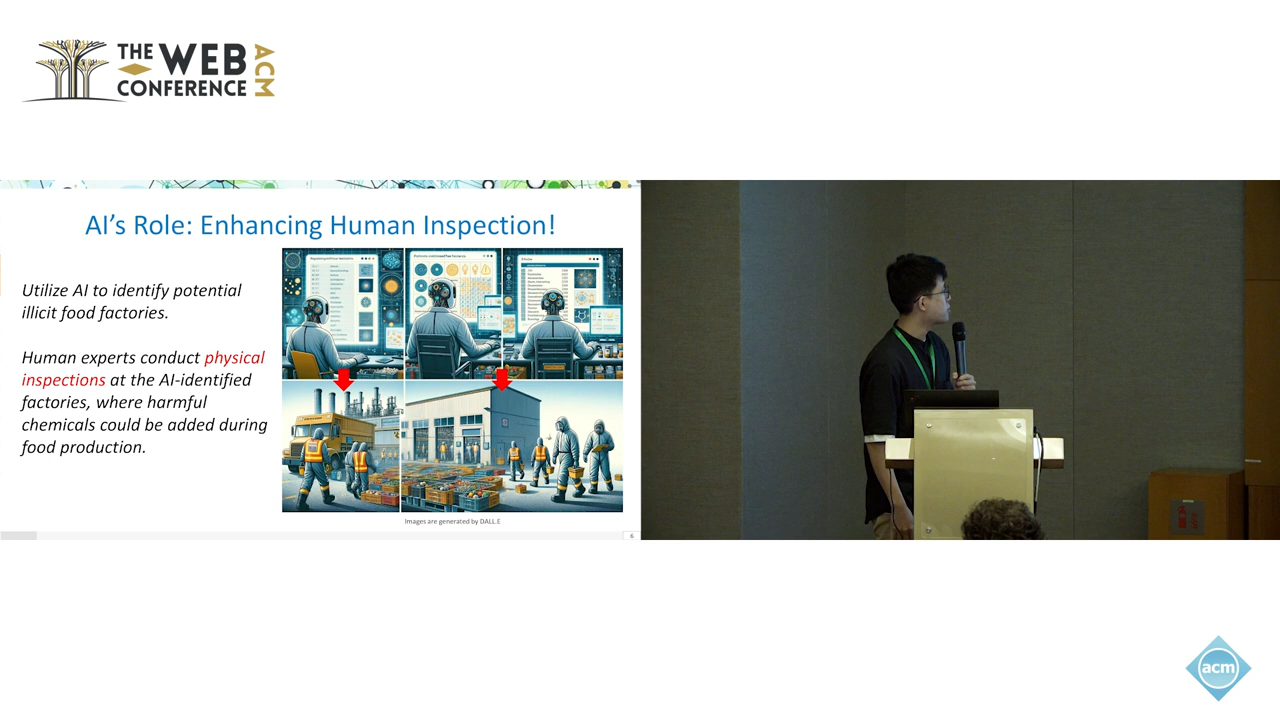 THE WEB
CONFERENCE
ACM
AI's Role: Enhancing Human Inspection!
Utilize AI to identify potential
illicit food factories.
Human experts conduct physical
inspections at the AI-identified
factories, where harmful
chemicals could be added during
food production.
Images are generated by DALL.E
6
acm